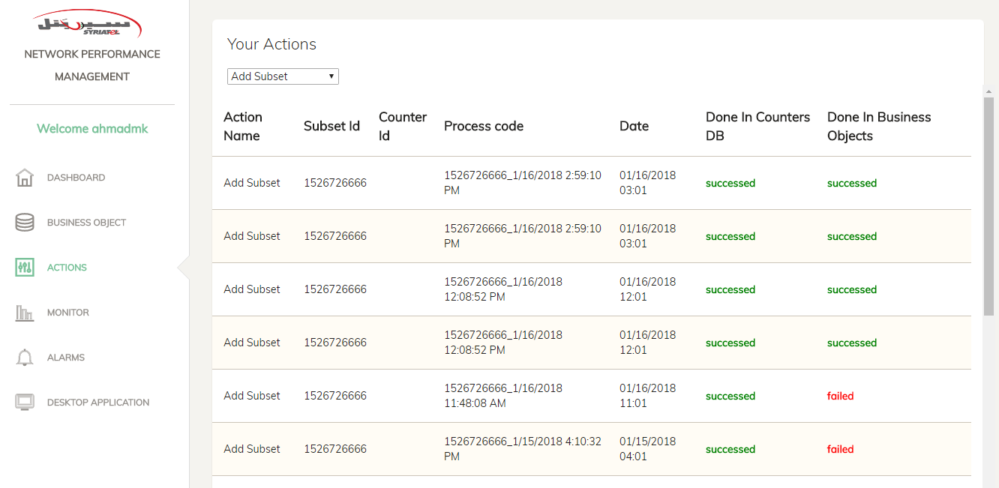 سيريتل
SYRIATEL
NETWORK PERFORMANCE
MANAGEMENT
Welcome ahmadmk
DASHBOARD
BUSINESS OBJECT
ACTIONS
MONITOR
ALARMS
DESKTOP APPLICATION
Your Actions
Add Subset
Action Name Subset Id Counter Id Process code Date Done In Counters DB Done In Business Objects
Add Subset 1526726666 1526726666_1/16/2018 2:59:10 PM 01/16/2018 03:01 successed successed
Add Subset 1526726666 1526726666_1/16/2018 2:59:10 PM 01/16/2018 03:01 successed successed
Add Subset 1526726666 1526726666_1/16/2018 12:08:52 PM 01/16/2018 12:01 successed successed
Add Subset 1526726666 1526726666_1/16/2018 12:08:52 PM 01/16/2018 12:01 successed successed
Add Subset 1526726666 1526726666_1/16/2018 11:48:08 AM 01/16/2018 11:01 successed failed
Add Subset 1526726666 1526726666_1/15/2018 4:10:32 PM 01/15/2018 04:01 successed failed